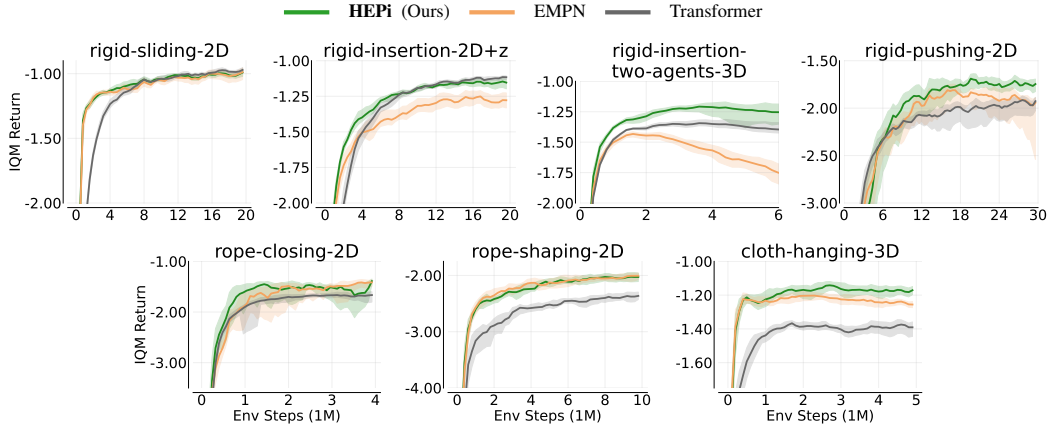 HEPi (Ours) EMPN Transformer
rigid-sliding-2D
rigid-insertion-2D+z
rigid-insertion-
two-agents-3D
rigid-pushing-2D
IQM Return
-1.00
-1.50
-2.00
0 4 8 12 16 20
-1.00
-1.25
-1.50
-1.75
-2.00
0 4 8 12 16 20
-1.00
-1.25
-1.50
-1.75
-2.00
0 2 4 6
-1.50
-2.00
-2.50
-3.00
0 6 12 18 24 30
rope-closing-2D
rope-shaping-2D
cloth-hanging-3D
IQM Return
-1.00
-2.00
-3.00
0 1 2 3 4
Env Steps (1M)
-2.00
-3.00
-4.00
0 2 4 6 8 10
Env Steps (1M)
-1.00
-1.20
-1.40
-1.60
0 1 2 3 4 5
Env Steps (1M)